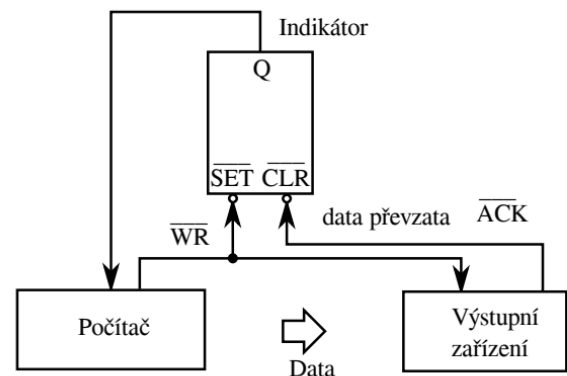 Indikátor
Q
SET CLR
WR
data převzata ACK
Počítač
Data
Výstupní
zařízení